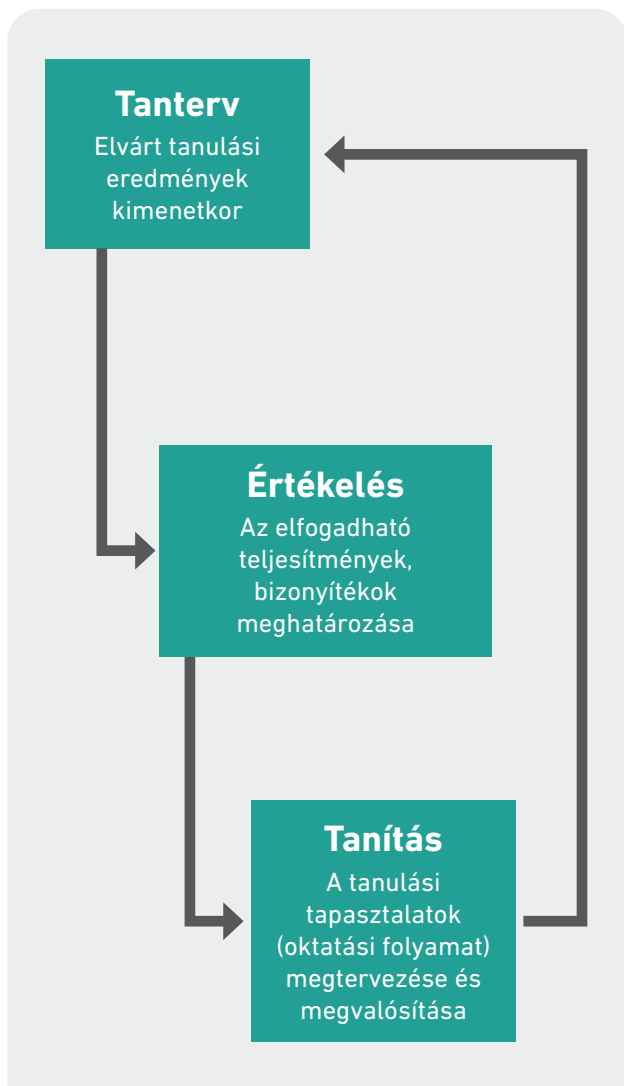 Tanterv
Elvárt tanulási
eredmények
kimenetkor
Értékelés
Az elfogadható
teljesítmények,
bizonyítékok
meghatározása
Tanítás
A tanulási
tapasztalatok
(oktatási folyamat)
megtervezése és
megvalósítása